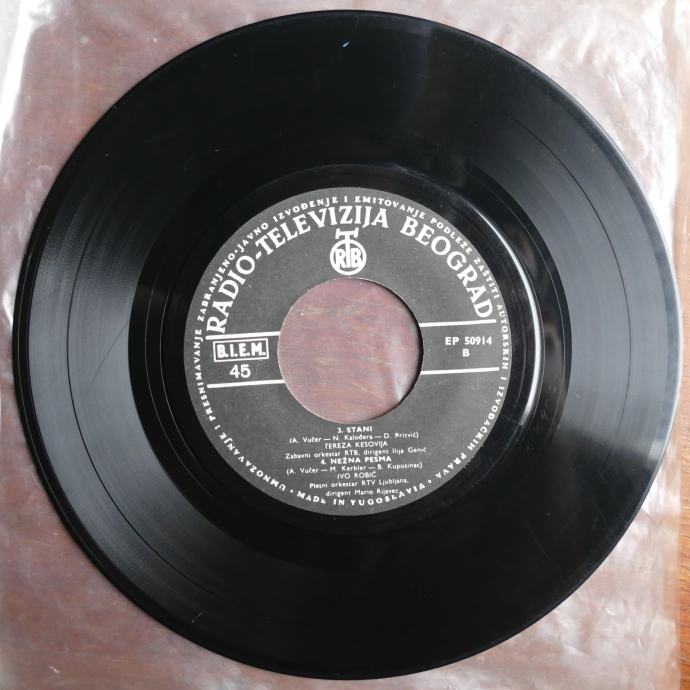 UMNOŽAVANJE I PRESNIMAVANJE ZABRANJENO • JAVNO IZVOĐENJE I EMITOVANJE PODLEŽE ZAŠTITI AUTORSKIH I IZVOĐAČKIH PRAVA •
RADIO-TELEVIZIJA BEOGRAD
RTB
B.I.E.M.
45
EP 50914
B
3. STANI
(A. Vučer — N. Kalođera — D. Pritvić)
TEREZA KESOVIJA
Zabavni orkestar RTB, dirigent Ilija Genić
4. NEŽNA PESMA
(A. Vučer — M. Kerbler — B. Kupusinac)
IVO ROBIĆ
Plesni orkestar RTV Ljubljana,
dirigent Mario Rijavec
• MADE IN YUGOSLAVIA •